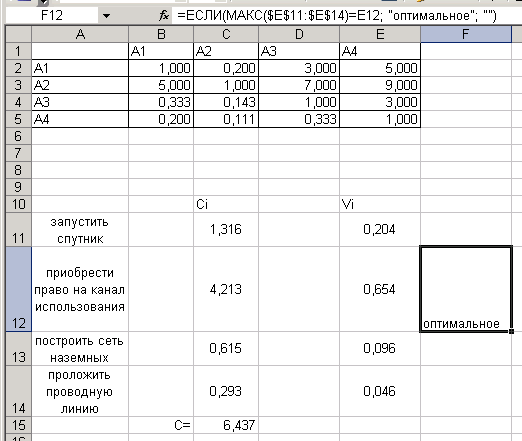 F12 fx =ЕСЛИ(МАКС($E$11:$E$14)=E12; "оптимальное"; "")
A B C D E F
1 A1 A2 A3 A4
2 A1 1,000 0,200 3,000 5,000
3 A2 5,000 1,000 7,000 9,000
4 A3 0,333 0,143 1,000 3,000
5 A4 0,200 0,111 0,333 1,000
6
7
8
9
10 Ci Vi
запустить
11 спутник 1,316 0,204
приобрести
право на канал 4,213 0,654
использования
12 оптимальное
построить сеть
13 наземных 0,615 0,096
проложить
проводную 0,293 0,046
14 линию
15 C= 6,437